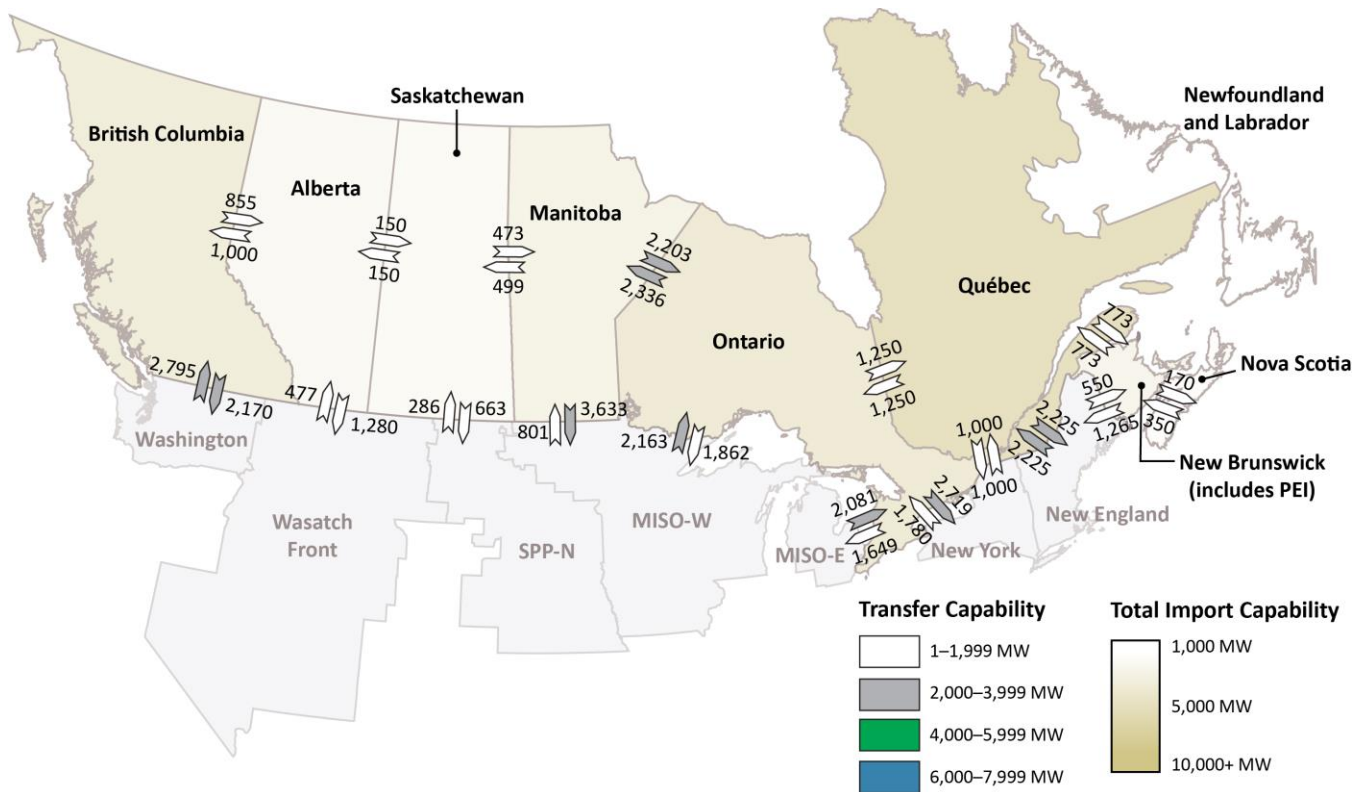 Saskatchewan
Newfoundland
and Labrador
British Columbia
Alberta
Manitoba
855
1,000
150
150
473
499
2,203
2,336
Québec
Ontario
773
773
1,250
1,250
Nova Scotia
170
350
550
1,265
2,795
2,170
477
1,280
286
663
801
3,633
2,163
1,862
2,225
2,225
1,000
1,000
New Brunswick
(includes PEI)
Washington
Wasatch
Front
SPP-N
MISO-W
MISO-E
2,081
1,649
2,719
1,780
New York
New England
Transfer Capability
1–1,999 MW
2,000–3,999 MW
4,000–5,999 MW
6,000–7,999 MW
Total Import Capability
1,000 MW
5,000 MW
10,000+ MW